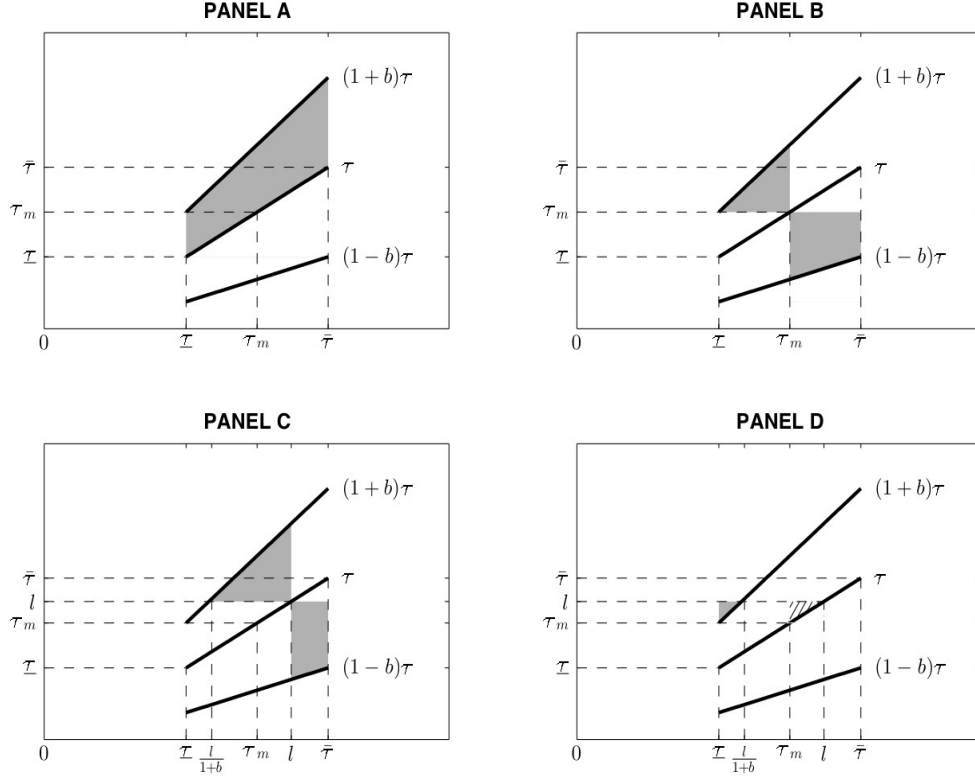 PANEL A
(1+b)τ
τ̄
τ
τ_m
τ̲
(1−b)τ
0
τ̲
τ_m
τ̄
PANEL B
(1+b)τ
τ̄
τ
τ_m
τ̲
(1−b)τ
0
τ̲
τ_m
τ̄
PANEL C
(1+b)τ
τ̄
τ
l
τ_m
τ̲
(1−b)τ
0
τ̲
l/(1+b)
τ_m
l
τ̄
PANEL D
(1+b)τ
τ̄
τ
l
τ_m
τ̲
(1−b)τ
0
τ̲
l/(1+b)
τ_m
l
τ̄